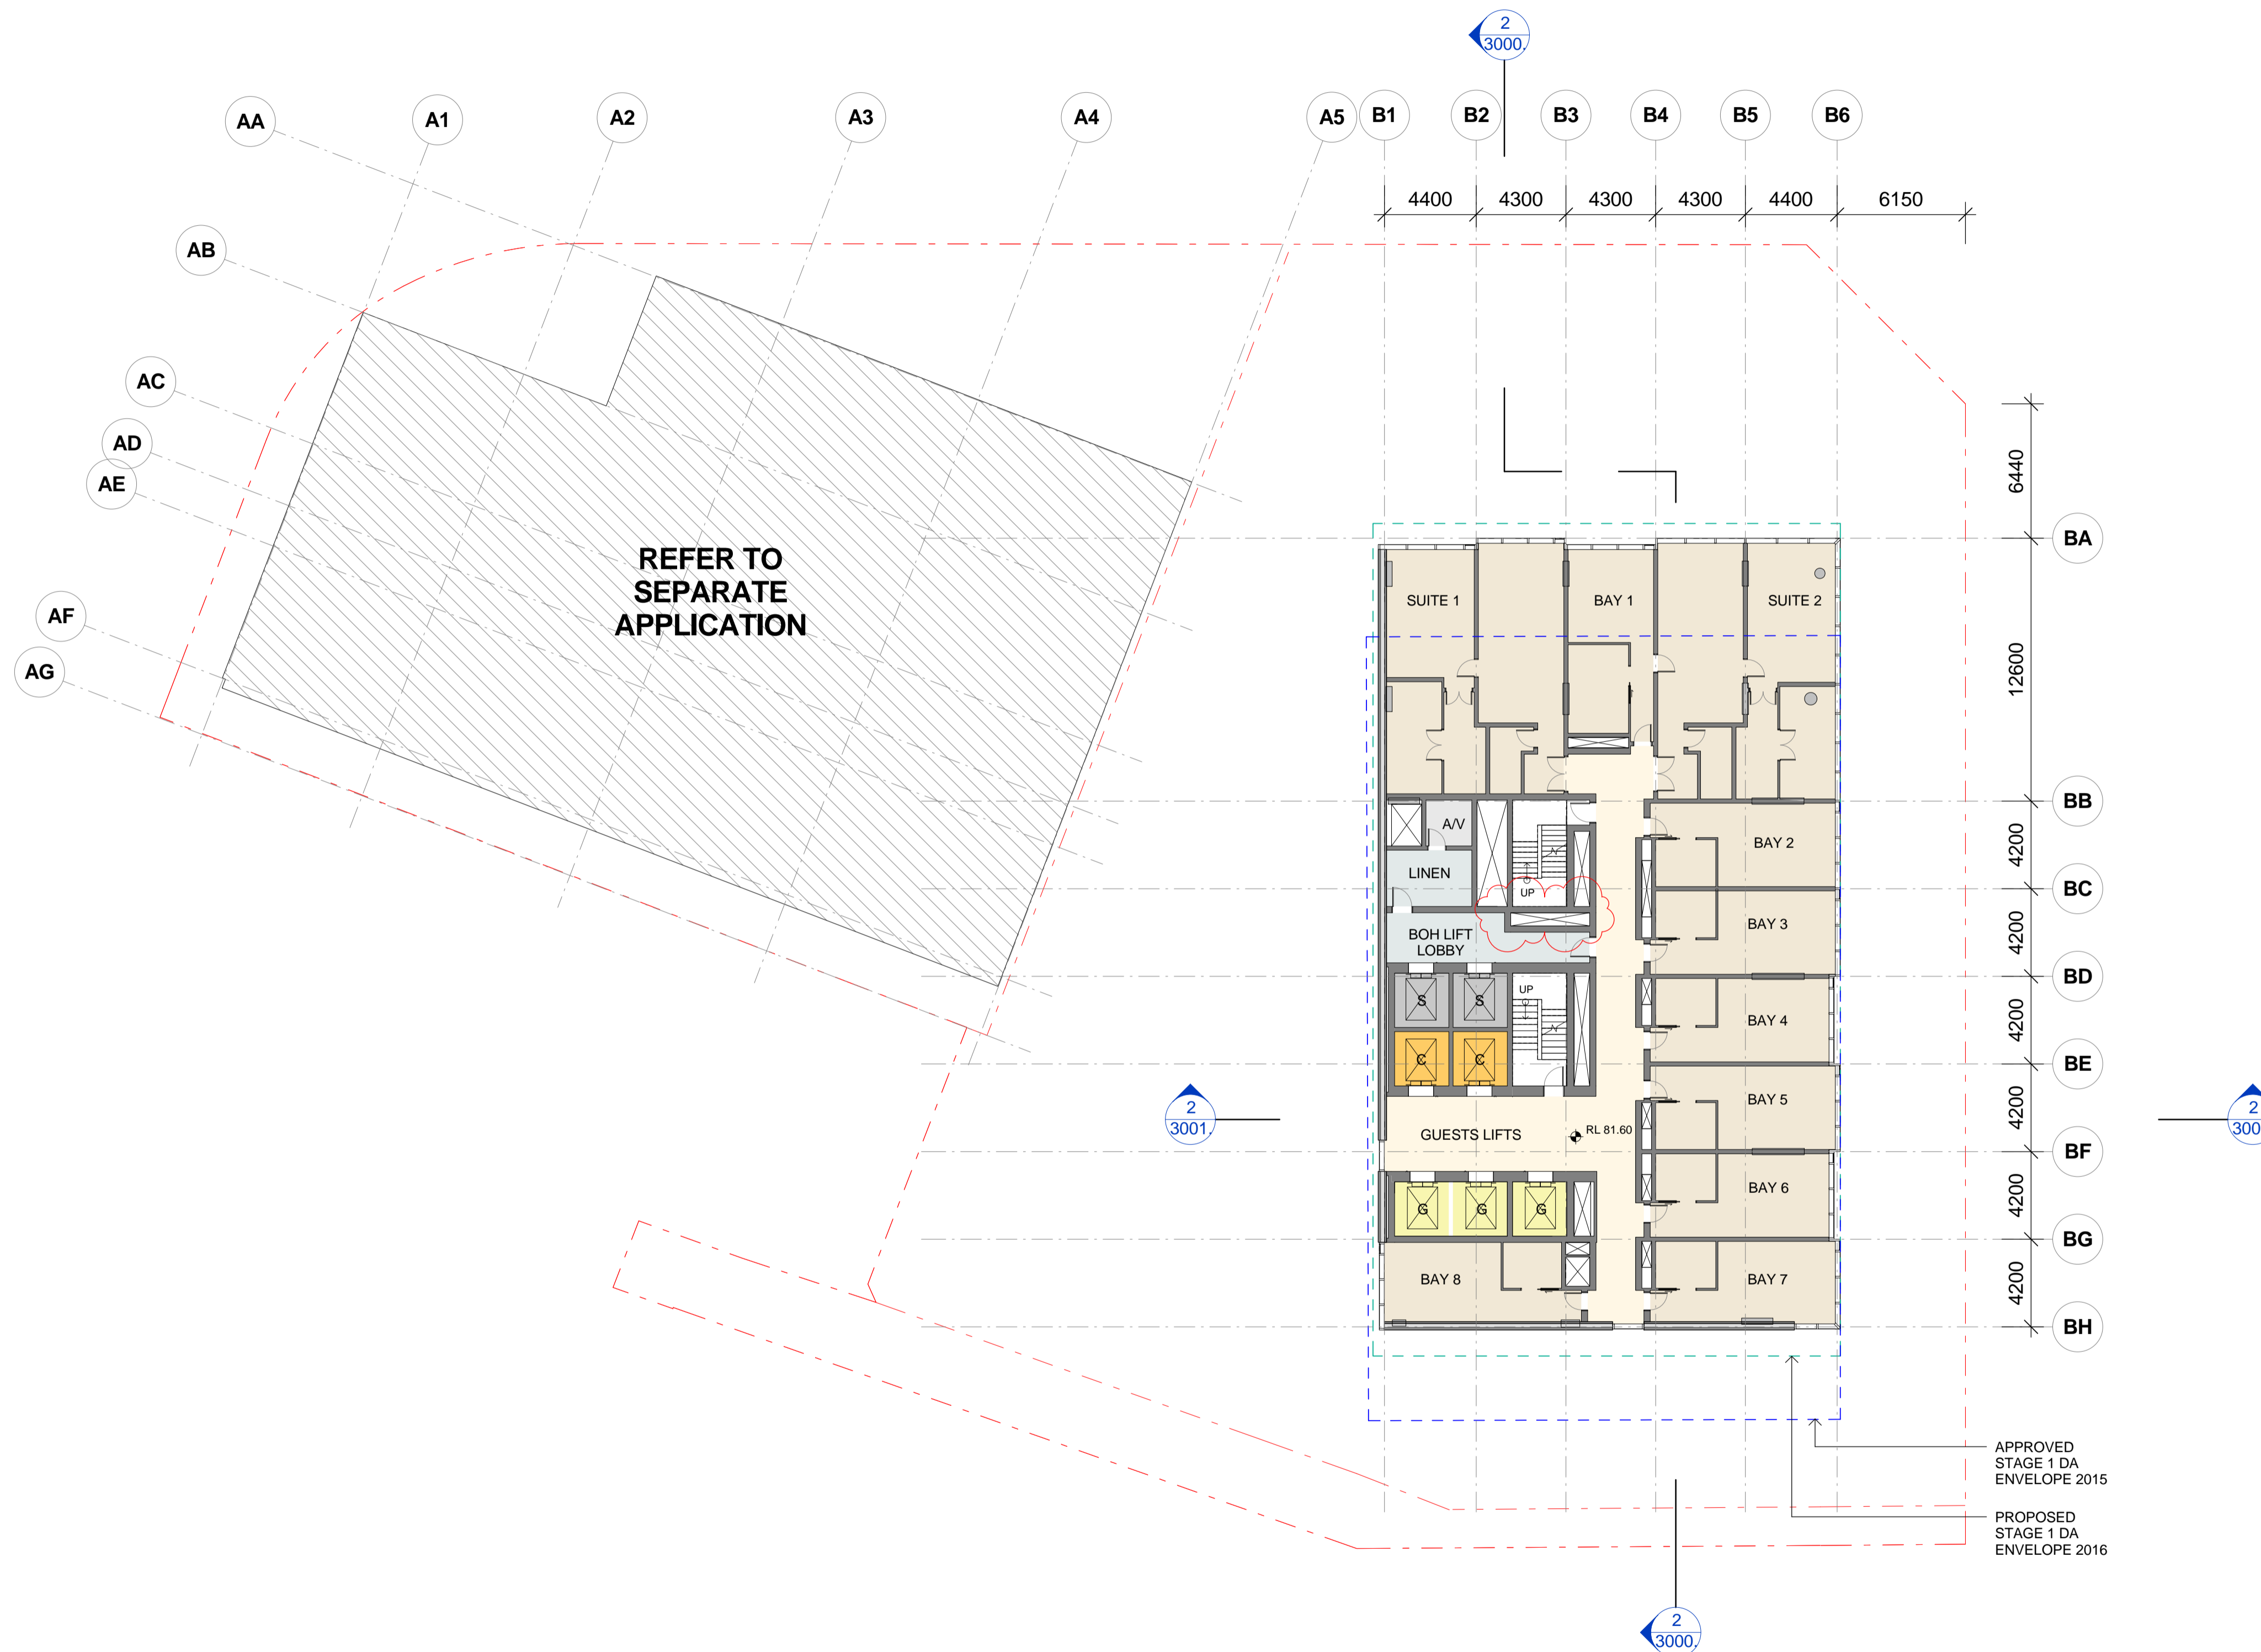 2
3000.
AA
A1
A2
A3
A4
A5
B1
B2
B3
B4
B5
B6
4400
4300
4300
4300
4400
6150
AB
AC
AD
AE
AF
AG
REFER TO
SEPARATE
APPLICATION
6440
BA
12600
SUITE 1
BAY 1
SUITE 2
BB
A/V
4200
BAY 2
LINEN
UP
BC
BOH LIFT
LOBBY
4200
BAY 3
BD
UP
S
S
4200
BAY 4
C
C
BE
2
3001.
4200
BAY 5
2
300
GUESTS LIFTS
RL 81.60
BF
4200
BAY 6
G
G
G
BG
4200
BAY 8
BAY 7
BH
APPROVED
STAGE 1 DA
ENVELOPE 2015
PROPOSED
STAGE 1 DA
ENVELOPE 2016
2
3000.